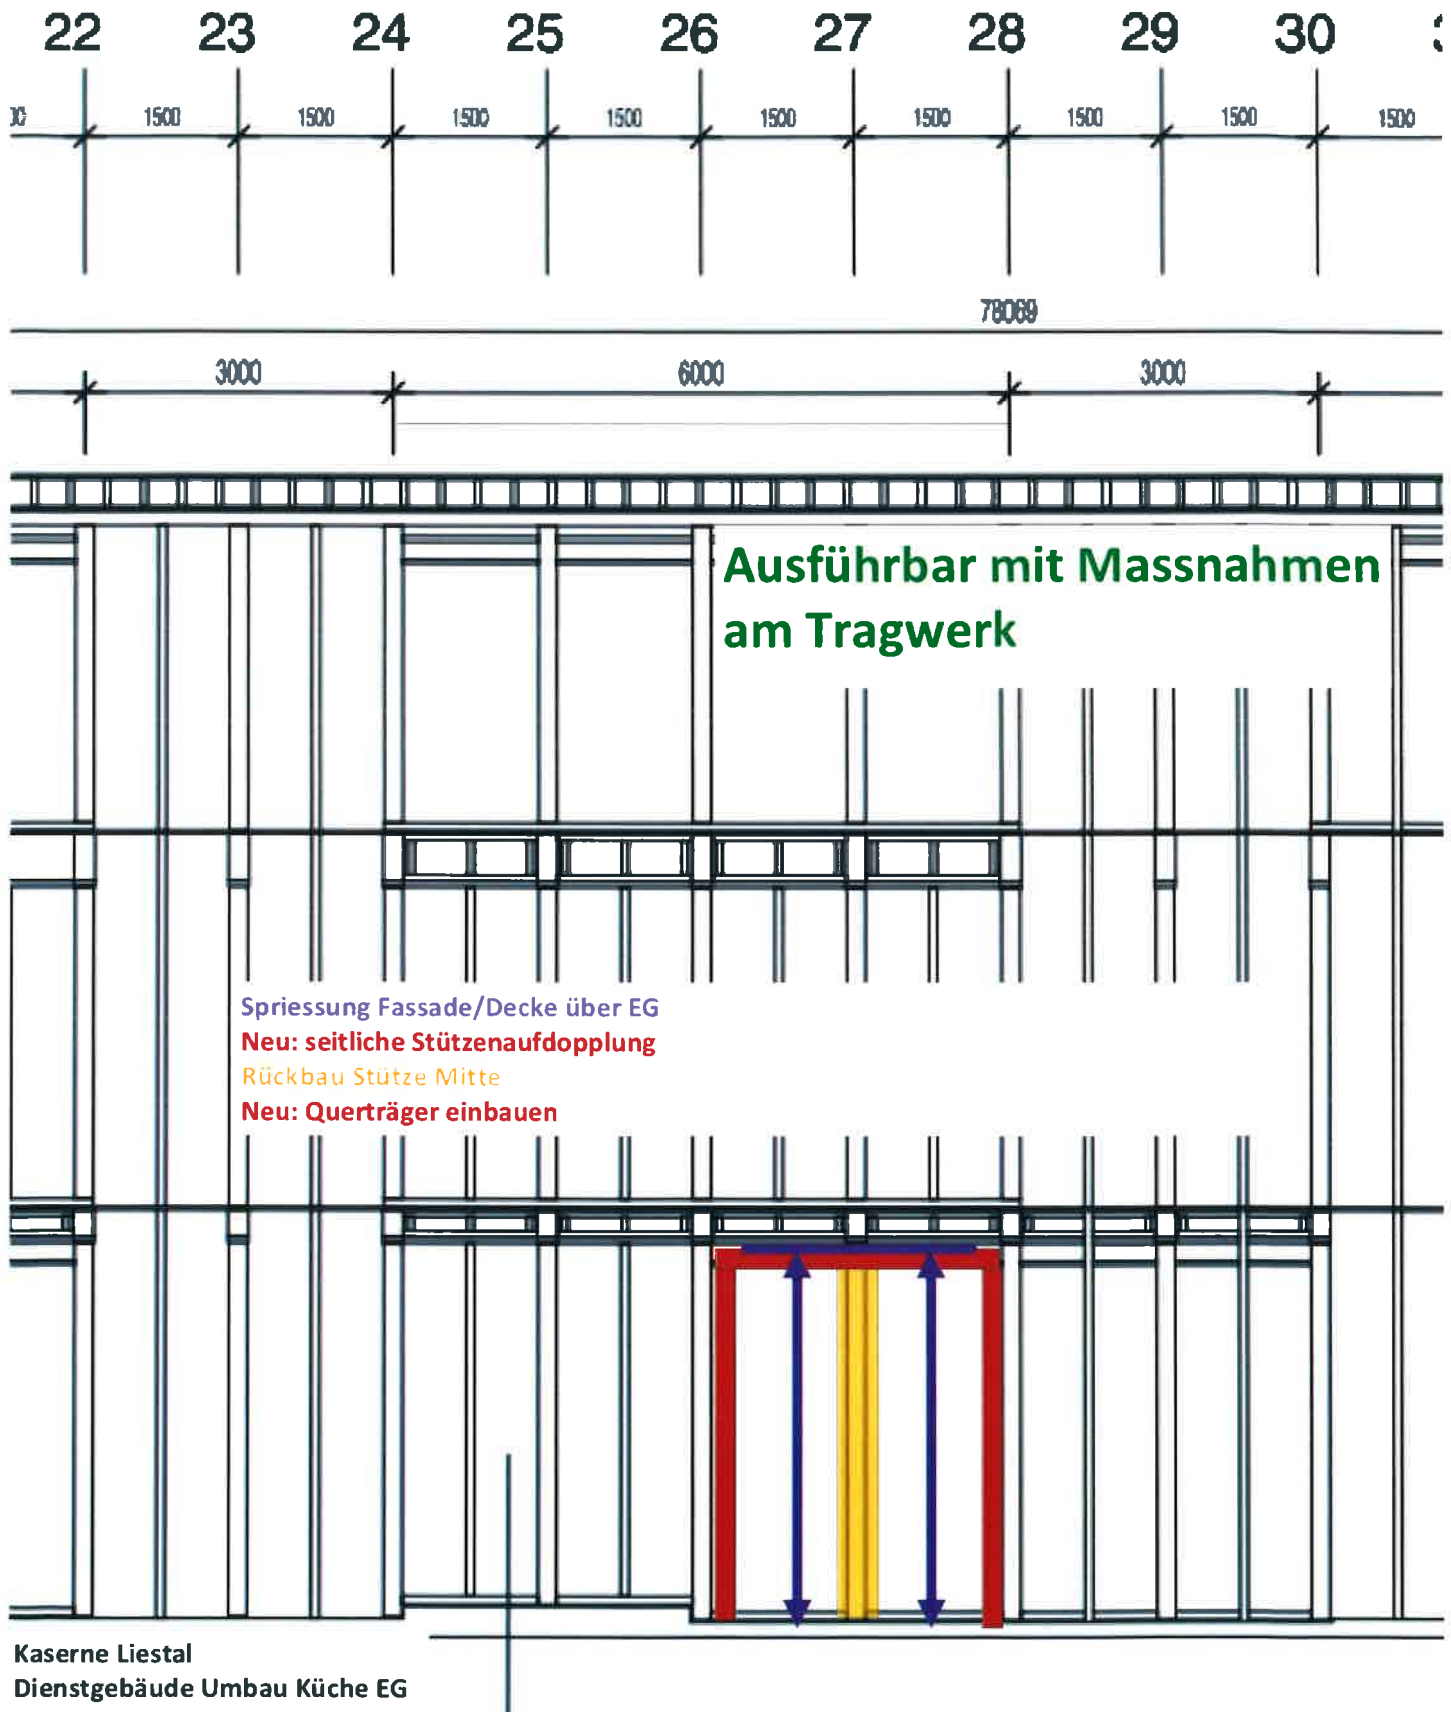 22 23 24 25 26 27 28 29 30
1500 1500 1500 1500 1500 1500 1500 1500 1500
78069
3000 6000 3000
Ausführbar mit Massnahmen
am Tragwerk
Spriessung Fassade/Decke über EG
Neu: seitliche Stützenaufdopplung
Rückbau Stütze Mitte
Neu: Querträger einbauen
Kaserne Liestal
Dienstgebäude Umbau Küche EG